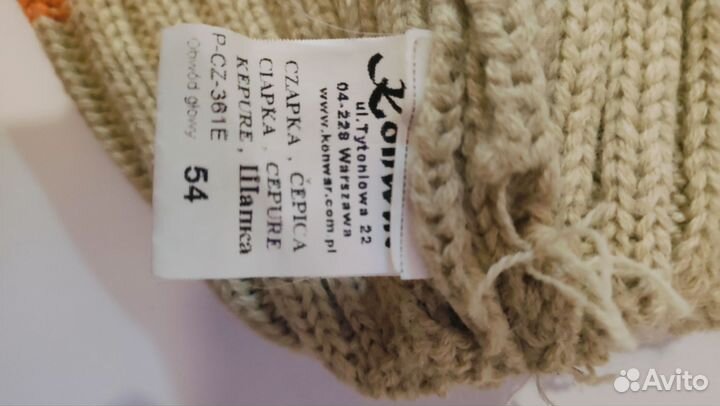 Konwar
ul.Tytoniowa 22
04-228 Warszawa
www.konwar.com.pl
CZAPKA , ČEPICA
CIAPKA , CEPURE
KEPURE , Шапка
P-CZ-361E
Obwód głowy 54
Avito